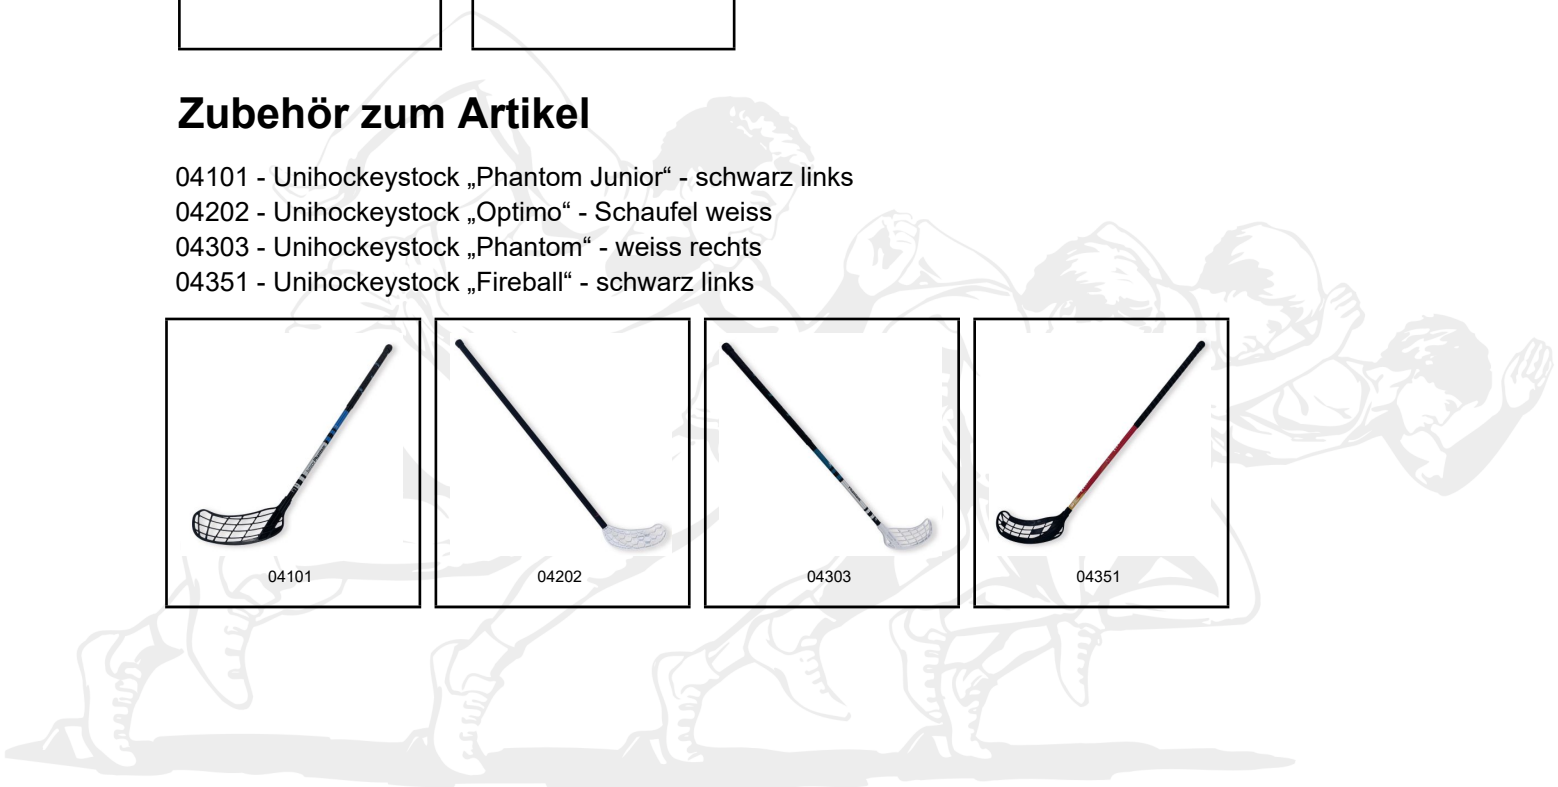 Zubehör zum Artikel
04101 - Unihockeystock „Phantom Junior“ - schwarz links
04202 - Unihockeystock „Optimo“ - Schaufel weiss
04303 - Unihockeystock „Phantom“ - weiss rechts
04351 - Unihockeystock „Fireball“ - schwarz links
04101
04202
04303
04351